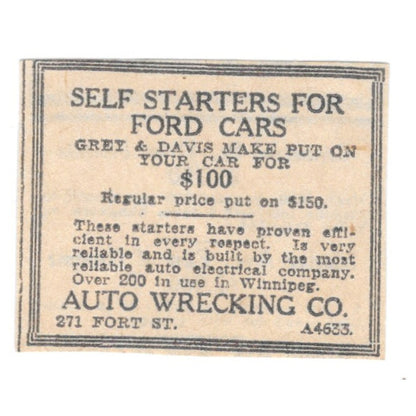 SELF STARTERS FOR
FORD CARS
GREY & DAVIS MAKE PUT ON
YOUR CAR FOR
$100
Regular price put on $150.
These starters have proven effi-
cient in every respect. Is very
reliable and is built by the most
reliable auto electrical company.
Over 200 in use in Winnipeg.
AUTO WRECKING CO.
271 FORT ST. A4633.